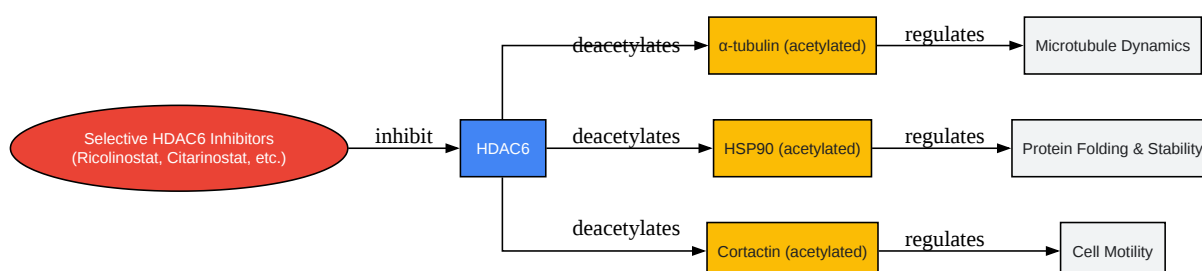 deacetylates
α-tubulin (acetylated)
regulates
Microtubule Dynamics
Selective HDAC6 Inhibitors
(Ricolinostat, Citarinostat, etc.)
inhibit
HDAC6
deacetylates
HSP90 (acetylated)
regulates
Protein Folding & Stability
deacetylates
Cortactin (acetylated)
regulates
Cell Motility